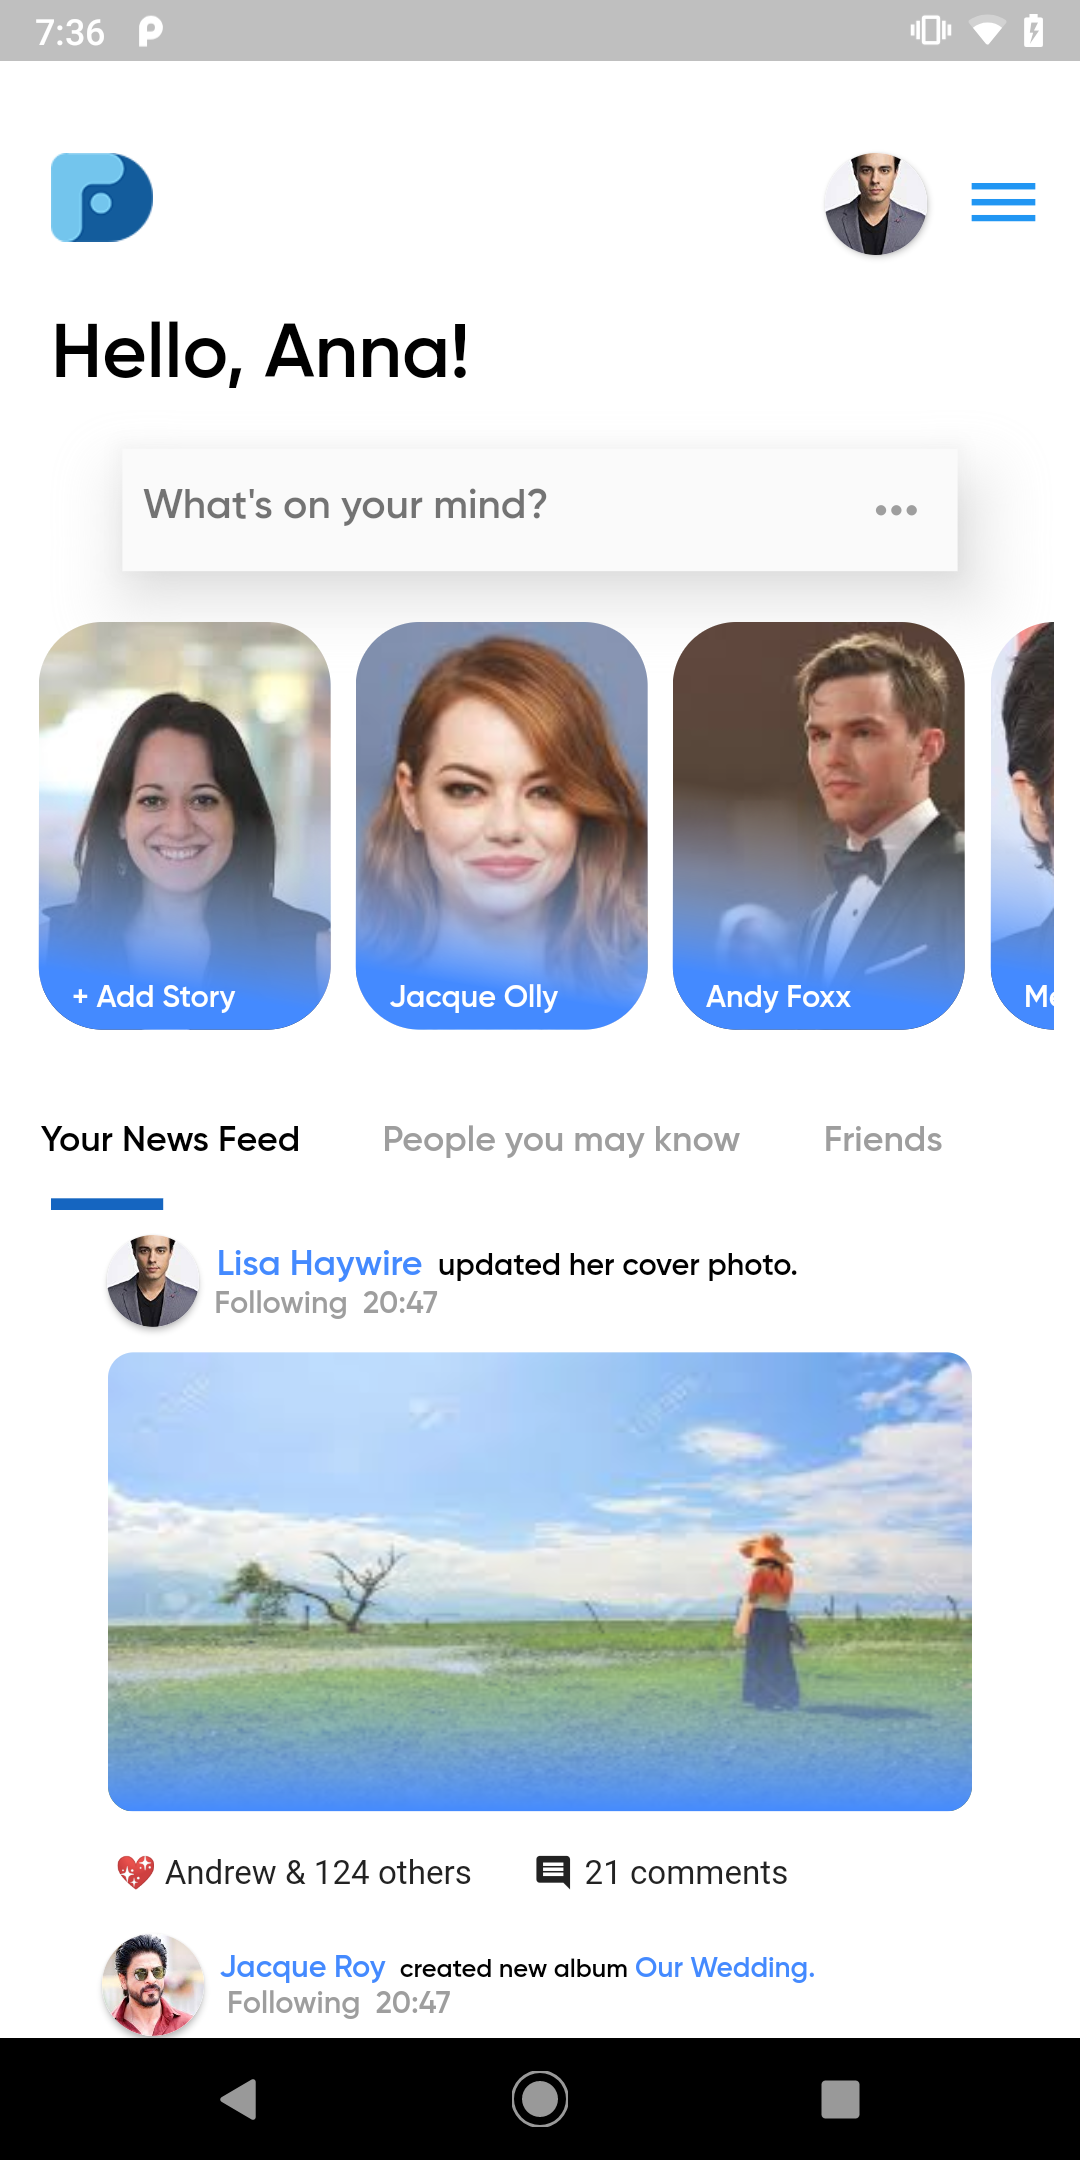 7:36
Hello, Anna!
What's on your mind?
+ Add Story
Jacque Olly
Andy Foxx
Me
Your News Feed
People you may know
Friends
Lisa Haywire updated her cover photo.
Following 20:47
Andrew & 124 others
21 comments
Jacque Roy created new album Our Wedding.
Following 20:47